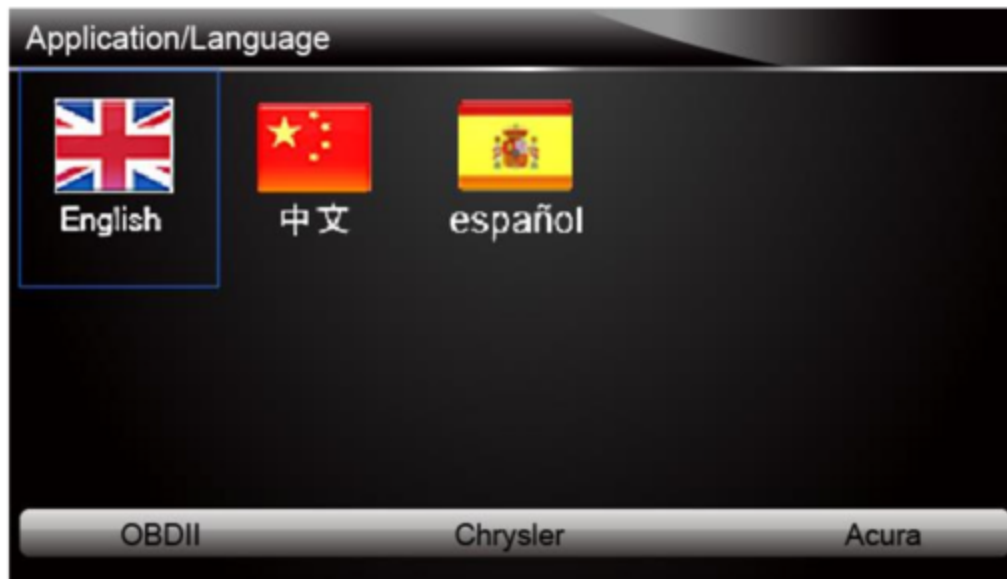 Application/Language
English 中文 español
OBDII Chrysler Acura